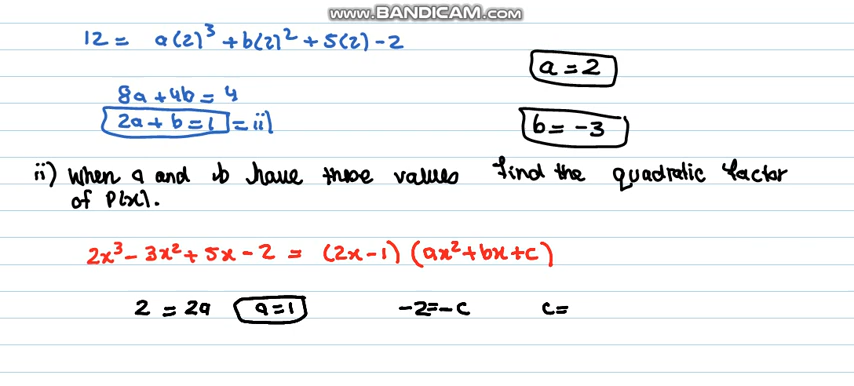 www.BANDICAM.com
12 = a(2)³ + b(2)² + 5(2) - 2
a = 2
8a + 4b = 4
2a + b = 1 = ii)
b = -3
ii) When a and b have these values find the quadratic factor
of P(x).
2x³ - 3x² + 5x - 2 = (2x - 1) (ax² + bx + c)
2 = 2a a = 1 -2 = -c c =